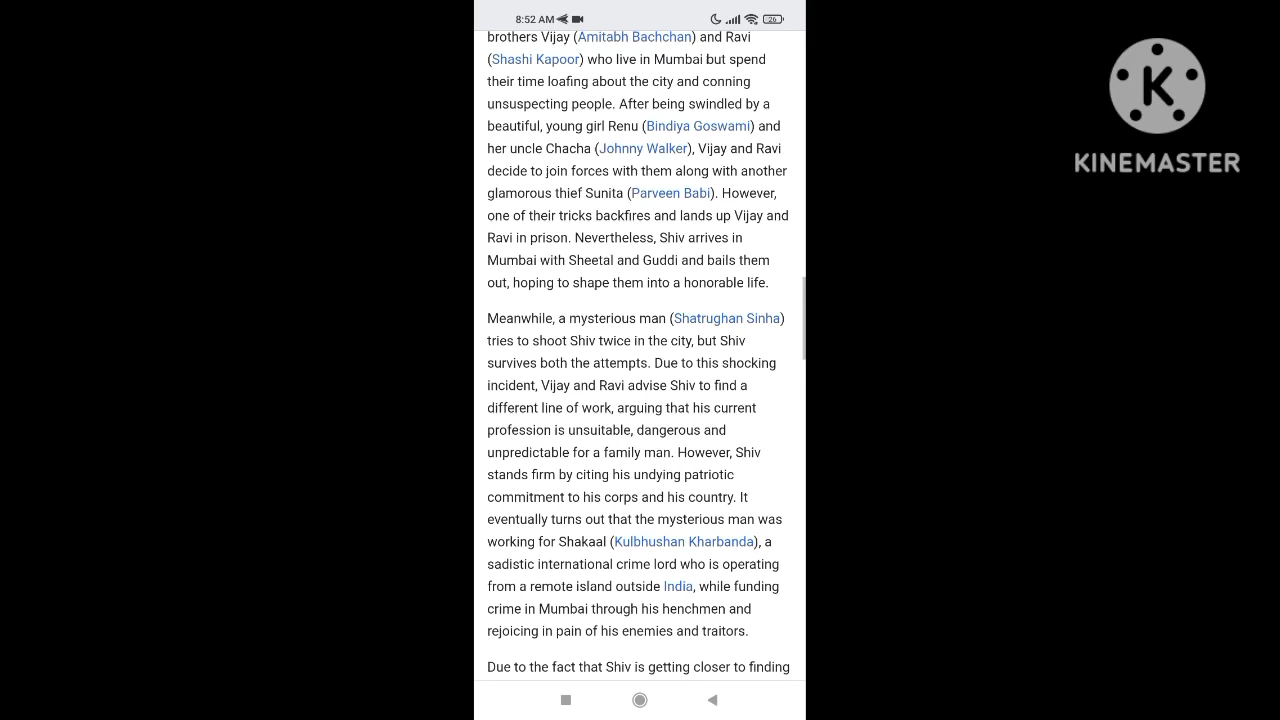 8:52 AM
26
brothers Vijay (Amitabh Bachchan) and Ravi
(Shashi Kapoor) who live in Mumbai but spend
their time loafing about the city and conning
unsuspecting people. After being swindled by a
beautiful, young girl Renu (Bindiya Goswami) and
her uncle Chacha (Johnny Walker), Vijay and Ravi
decide to join forces with them along with another
glamorous thief Sunita (Parveen Babi). However,
one of their tricks backfires and lands up Vijay and
Ravi in prison. Nevertheless, Shiv arrives in
Mumbai with Sheetal and Guddi and bails them
out, hoping to shape them into a honorable life.
Meanwhile, a mysterious man (Shatrughan Sinha)
tries to shoot Shiv twice in the city, but Shiv
survives both the attempts. Due to this shocking
incident, Vijay and Ravi advise Shiv to find a
different line of work, arguing that his current
profession is unsuitable, dangerous and
unpredictable for a family man. However, Shiv
stands firm by citing his undying patriotic
commitment to his corps and his country. It
eventually turns out that the mysterious man was
working for Shakaal (Kulbhushan Kharbanda), a
sadistic international crime lord who is operating
from a remote island outside India, while funding
crime in Mumbai through his henchmen and
rejoicing in pain of his enemies and traitors.
Due to the fact that Shiv is getting closer to finding
K
KINEMASTER